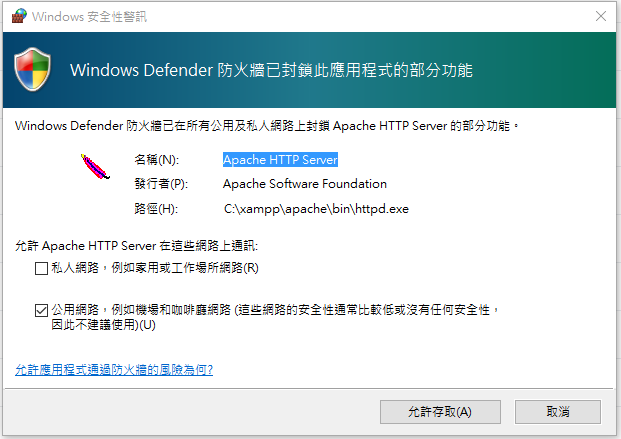 Windows 安全性警訊
Windows Defender 防火牆已封鎖此應用程式的部分功能
Windows Defender 防火牆已在所有公用及私人網路上封鎖 Apache HTTP Server 的部分功能。
名稱(N): Apache HTTP Server
發行者(P): Apache Software Foundation
路徑(H): C:\xampp\apache\bin\httpd.exe
允許 Apache HTTP Server 在這些網路上通訊:
私人網路，例如家用或工作場所網路(R)
公用網路，例如機場和咖啡廳網路 (這些網路的安全性通常比較低或沒有任何安全性，
因此不建議使用)(U)
允許應用程式通過防火牆的風險為何?
允許存取(A) 取消